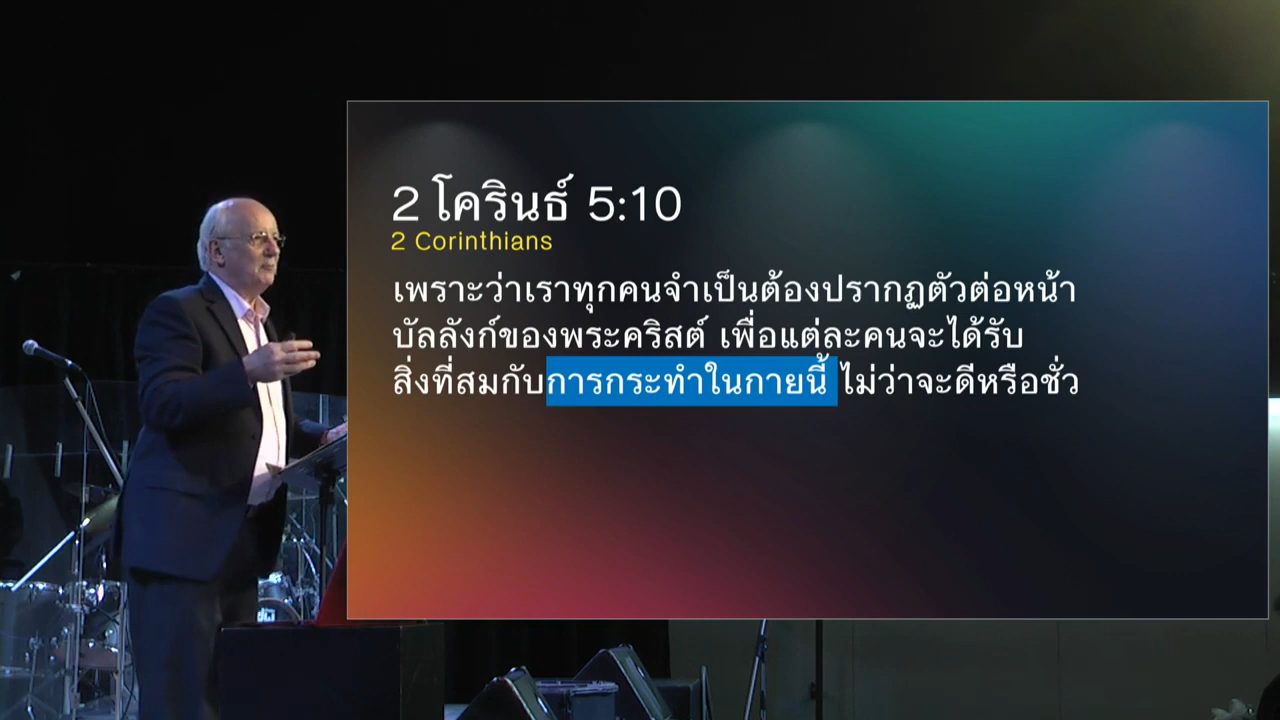 2 โครินธ์ 5:10
2 Corinthians
เพราะว่าเราทุกคนจำเป็นต้องปรากฏตัวต่อหน้า
บัลลังก์ของพระคริสต์ เพื่อแต่ละคนจะได้รับ
สิ่งที่สมกับการกระทำในกายนี้ ไม่ว่าจะดีหรือชั่ว